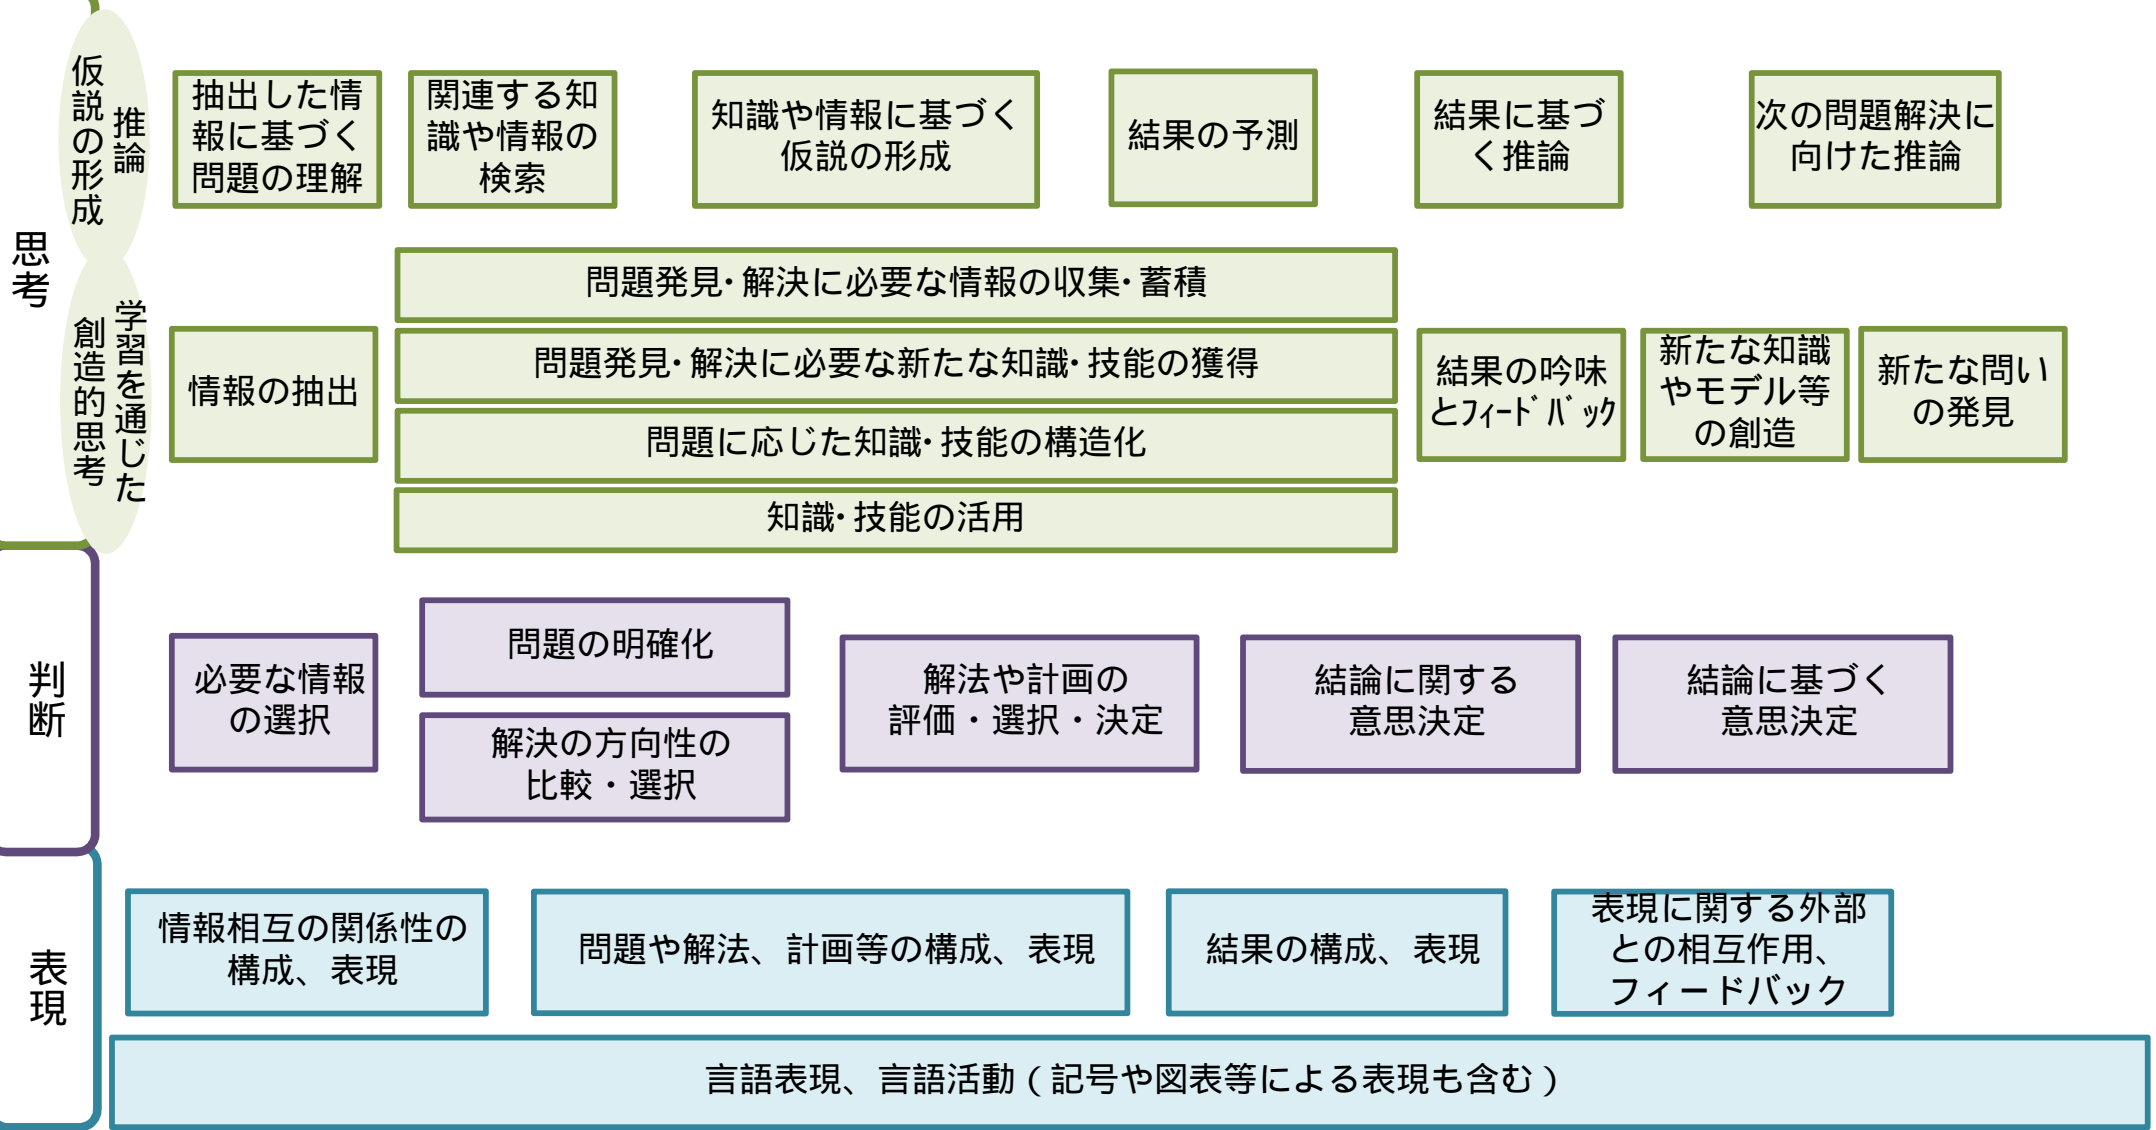 思考
仮説の形成
推論
抽出した情
報に基づく
問題の理解
関連する知
識や情報の
検索
知識や情報に基づく
仮説の形成
結果の予測
結果に基づ
く推論
次の問題解決に
向けた推論
学習を通じた
創造的思考
情報の抽出
問題発見・解決に必要な情報の収集・蓄積
問題発見・解決に必要な新たな知識・技能の獲得
問題に応じた知識・技能の構造化
知識・技能の活用
結果の吟味
とフィードバック
新たな知識
やモデル等
の創造
新たな問い
の発見
判断
必要な情報
の選択
問題の明確化
解決の方向性の
比較・選択
解法や計画の
評価・選択・決定
結論に関する
意思決定
結論に基づく
意思決定
表現
情報相互の関係性の
構成、表現
問題や解法、計画等の構成、表現
結果の構成、表現
表現に関する外部
との相互作用、
フィードバック
言語表現、言語活動(記号や図表等による表現も含む)